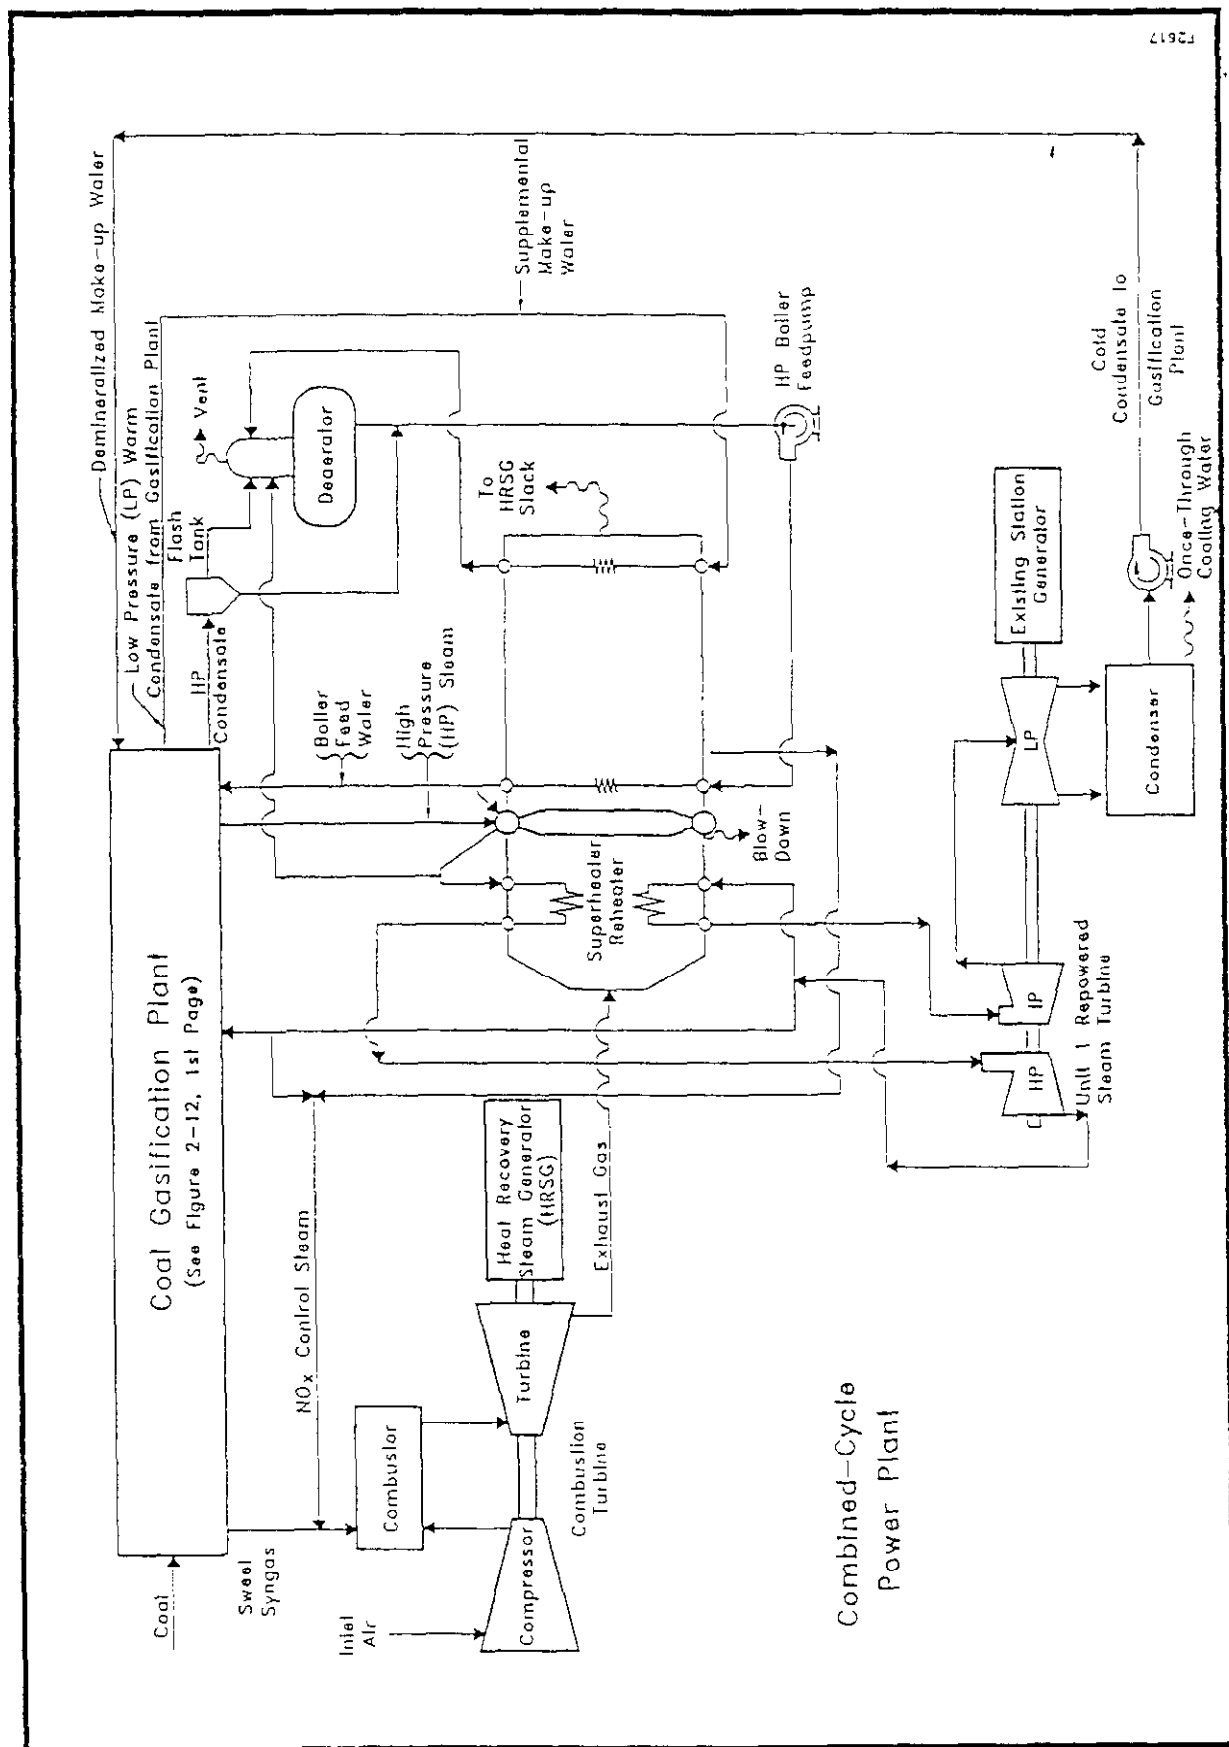 F2617
Demineralized Make-up Water
Low Pressure (LP) Warm
Condensate from Gasification Plant
Coal Gasification Plant
(See Figure 2-12, 1st Page)
Coal
Sweet
Syngas
HP
Condensate
Flash
Tank
Vent
Deaerator
Supplemental
Make-up
Water
Boiler
Feed
Water
High
Pressure
(HP) Steam
To
HRSG
Stack
HP Boiler
Feedpump
NOx Control Steam
Inlet
Air
Combustor
Compressor
Turbine
Combustion
Turbine
Heat Recovery
Steam Generator
(HRSG)
Exhaust Gas
Superheater
Reheater
Blow-
Down
Cold
Condensate to
Gasification
Plant
HP
IP
LP
Unit 1 Repowered
Steam Turbine
Existing Station
Generator
Condenser
Once-Through
Cooling Water
Combined-Cycle
Power Plant